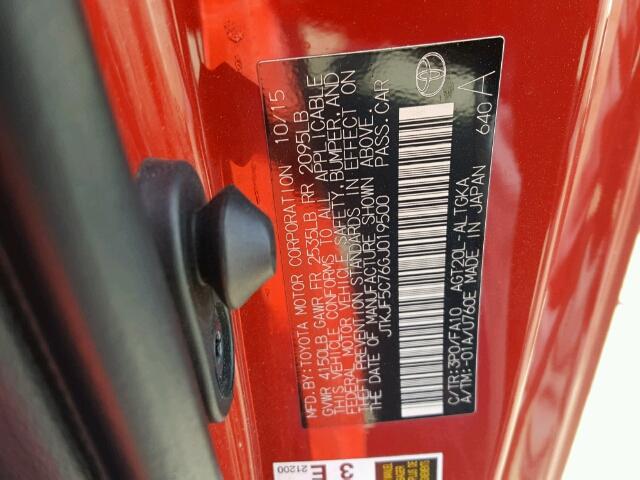 MFD.BY:TOYOTA MOTOR CORPORATION 10/15
GVWR 4150LB GAWR FR 2535LB RR 2095LB
THIS VEHICLE CONFORMS TO ALL APPLICABLE
FEDERAL MOTOR VEHICLE SAFETY,BUMPER,AND
THEFT PREVENTION STANDARDS IN EFFECT ON
THE DATE OF MANUFACTURE SHOWN ABOVE.
JTKJF5C76GJ019500 PASS.CAR
C/TR:3P0/FA10 AGT20L-ALTGKA
A/TM:-01A/U760E MADE IN JAPAN 640 A
21200